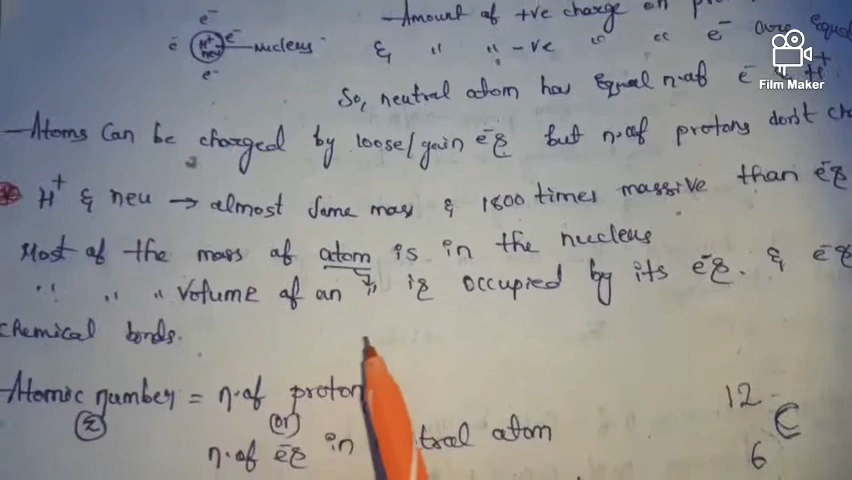 e⁻
- Amount of +ve charge on
e⁻ H⁺ neu e⁻ - nucleus
& " " -ve " " e⁻ are equal
e⁻
Film Maker
So, neutral atom has equal n.of e⁻ & H⁺
- Atoms can be charged by loose/gain e⁻s but n.of protons don't
H⁺ & neu → almost same mass & 1800 times massive than e⁻s
Most of the mass of atom is in the nucleus
" " " volume of an " is occupied by its e⁻s. & e⁻s
chemical bonds.
- Atomic number = n.of proton
(Z) (or)
n.of e⁻s in tral atom
12
C
6